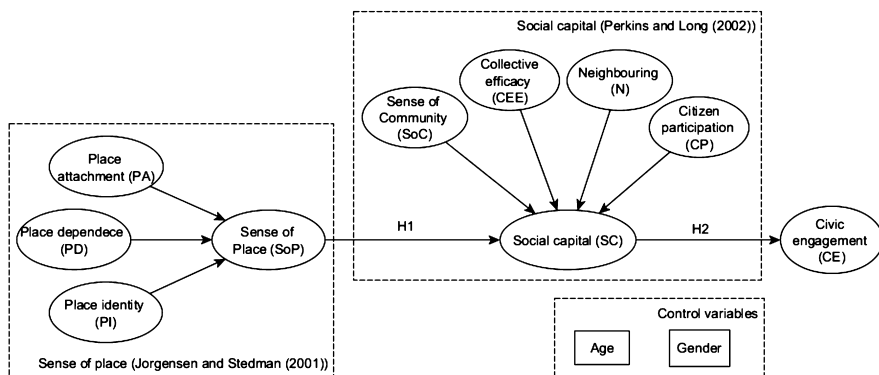 Social capital (Perkins and Long (2002))
Collective
efficacy
(CEE)
Neighbouring
(N)
Sense of
Community
(SoC)
Citizen
participation
(CP)
Place
attachment (PA)
Place dependece
(PD)
Sense of
Place (SoP)
H1
Social capital (SC)
H2
Civic
engagement
(CE)
Place identity
(PI)
Sense of place (Jorgensen and Stedman (2001))
Control variables
Age
Gender